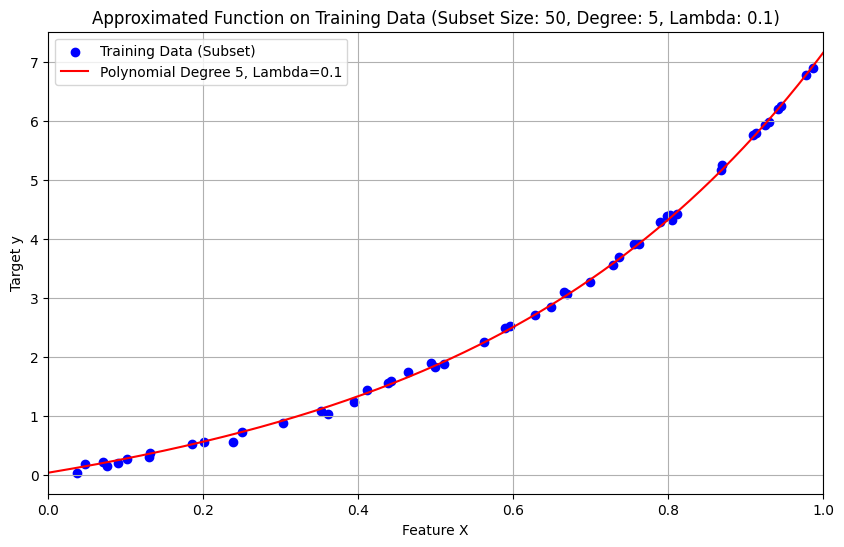 Approximated Function on Training Data (Subset Size: 50, Degree: 5, Lambda: 0.1)
Training Data (Subset)
Polynomial Degree 5, Lambda=0.1
Target y
7
6
5
4
3
2
1
0
0.0 0.2 0.4 0.6 0.8 1.0
Feature X